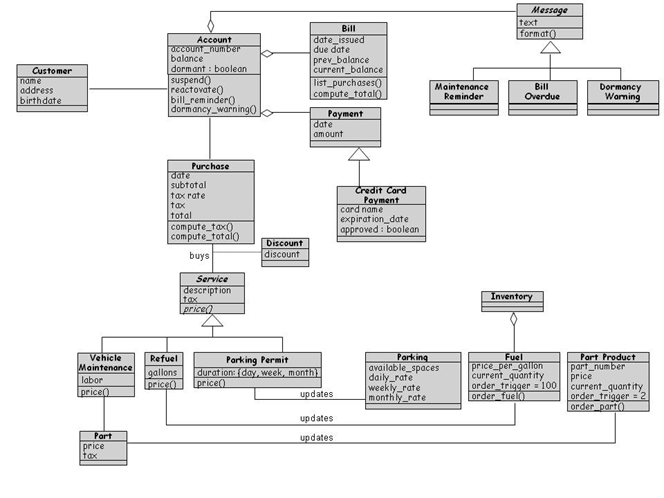 Message
text
format()
Account
account_number
balance
dormant : boolean
suspend()
reactovate()
bill_reminder()
dormancy_warning()
Bill
date_issued
due date
prev_balance
current_balance
list_purchases()
compute_total()
Customer
name
address
birthdate
Maintenance
Reminder
Bill
Overdue
Dormancy
Warning
Payment
date
amount
Purchase
date
subtotal
tax rate
tax
total
compute_tax()
compute_total()
Credit Card
Payment
card name
expiration_date
approved : boolean
buys
Discount
discount
Service
description
tax
price()
Inventory
Vehicle
Maintenance
labor
price()
Refuel
gallons
price()
Parking Permit
duration: {day, week, month}
price()
Parking
available_spaces
daily_rate
weekly_rate
monthly_rate
Fuel
price_per_gallon
current_quantity
order_trigger = 100
order_fuel()
Part Product
part_number
price
current_quantity
order_trigger = 2
order_part()
updates
updates
updates
Part
price
tax